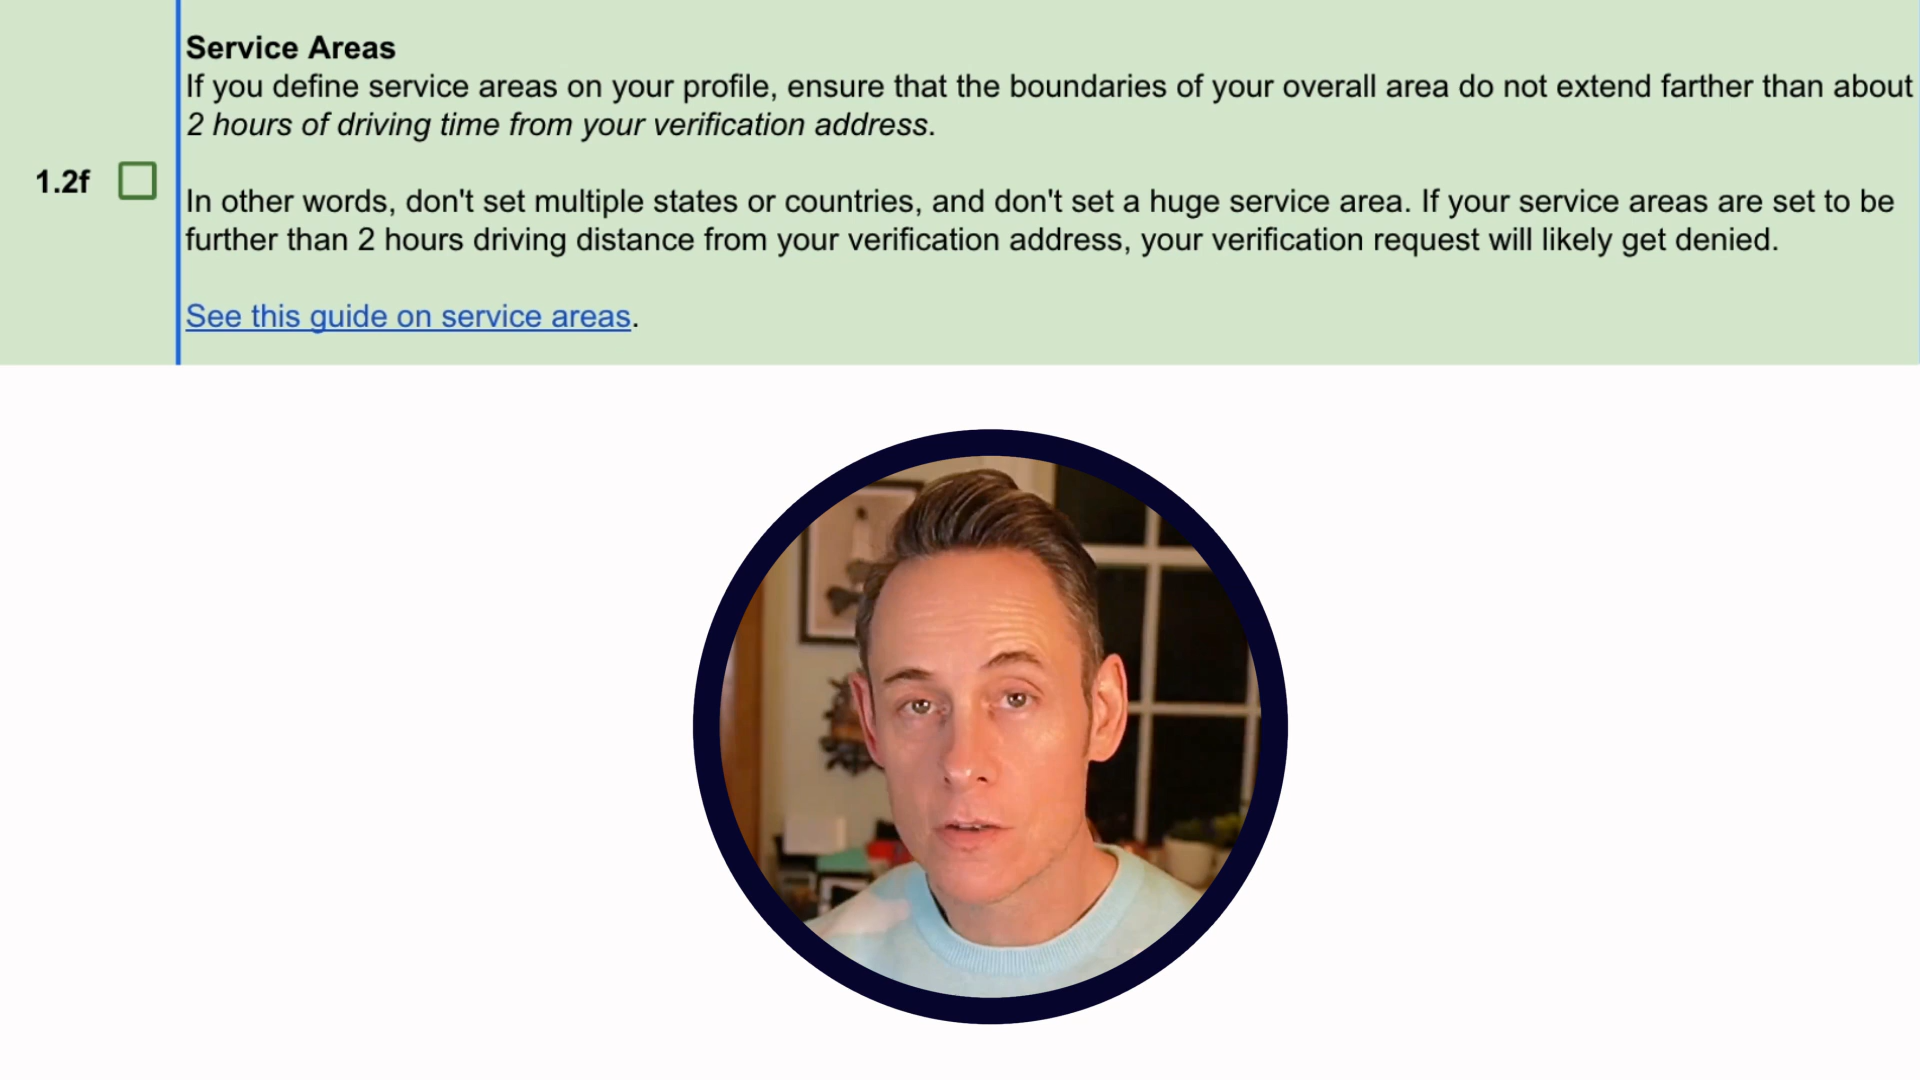 Service Areas
If you define service areas on your profile, ensure that the boundaries of your overall area do not extend farther than about
2 hours of driving time from your verification address.
1.2f
In other words, don't set multiple states or countries, and don't set a huge service area. If your service areas are set to be
further than 2 hours driving distance from your verification address, your verification request will likely get denied.
See this guide on service areas.